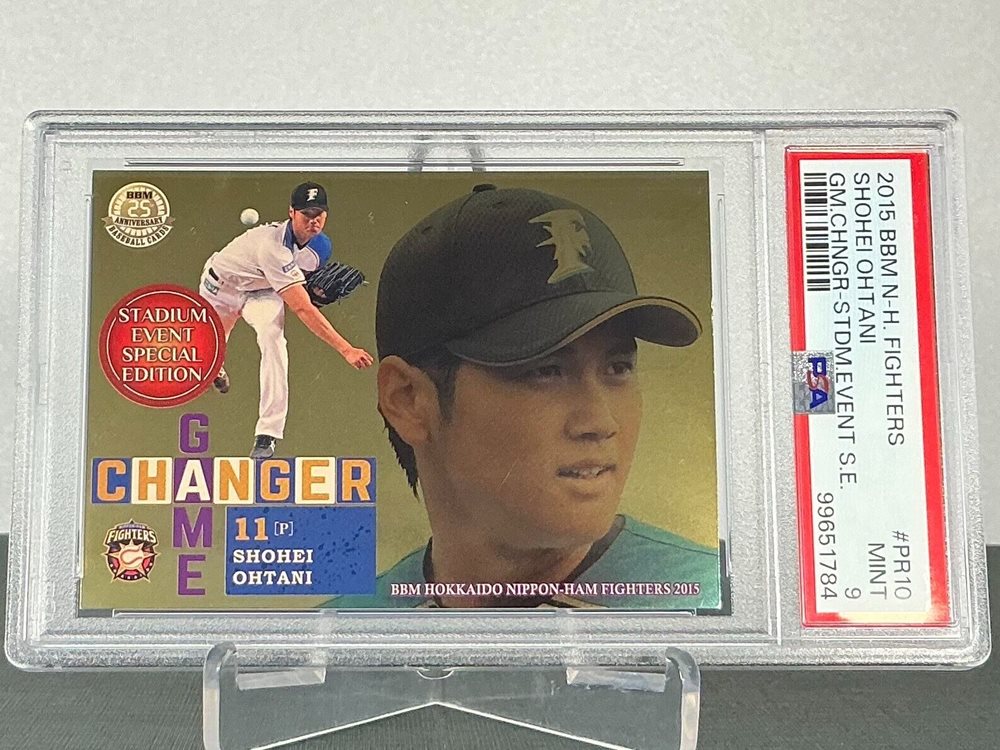 BBM
25
ANNIVERSARY
BASEBALL CARDS
STADIUM
EVENT
SPECIAL
EDITION
GAME
CHANGER
FIGHTERS
11 [P]
SHOHEI
OHTANI
F
BBM HOKKAIDO NIPPON-HAM FIGHTERS 2015
2015 BBM N-H. FIGHTERS #PR10
SHOHEI OHTANI MINT
GM.CHNGR-STDM.EVENT S.E. 9
PSA 99651784